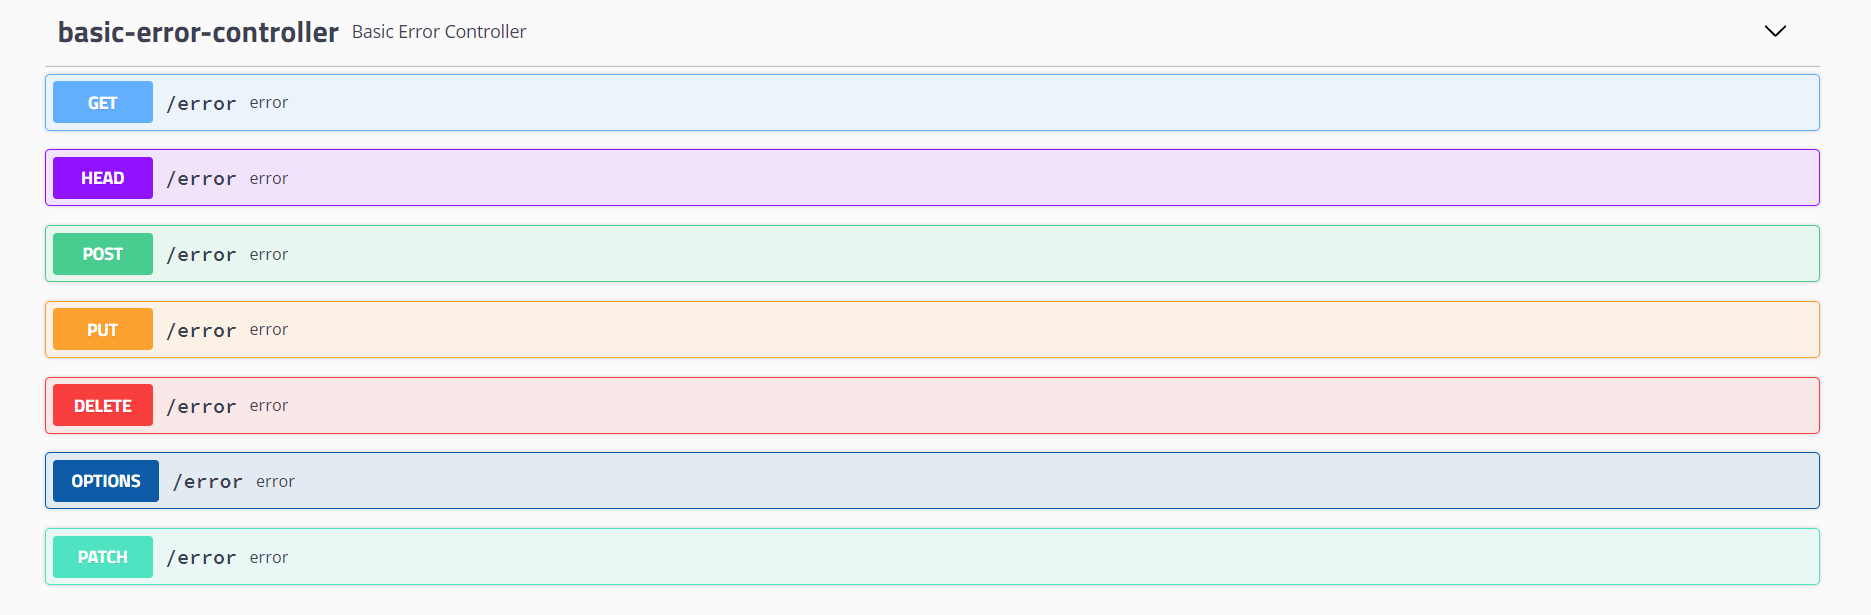 basic-error-controller Basic Error Controller
GET /error error
HEAD /error error
POST /error error
PUT /error error
DELETE /error error
OPTIONS /error error
PATCH /error error